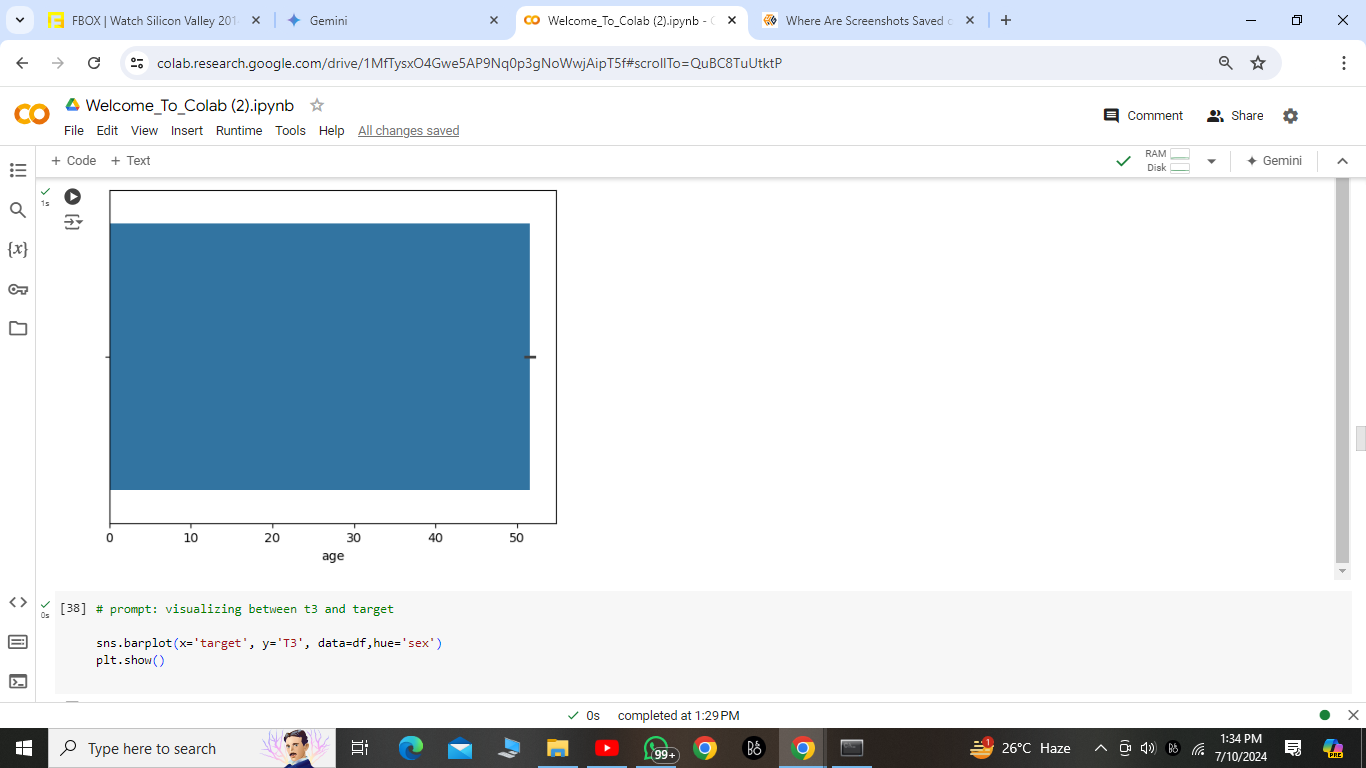 FBOX | Watch Silicon Valley 201
Gemini
Welcome_To_Colab (2).ipynb - C
Where Are Screenshots Saved o
colab.research.google.com/drive/1MfTysxO4Gwe5AP9Nq0p3gNoWwjAipT5f#scrollTo=QuBC8TuUtktP
Welcome_To_Colab (2).ipynb
Comment
Share
File Edit View Insert Runtime Tools Help All changes saved
+ Code + Text
RAM
Disk
Gemini
1s
{x}
0 10 20 30 40 50
age
0s
[38] # prompt: visualizing between t3 and target
sns.barplot(x='target', y='T3', data=df,hue='sex')
plt.show()
0s completed at 1:29 PM
Type here to search
99+
1
26°C Haze
1:34 PM
7/10/2024
PRE